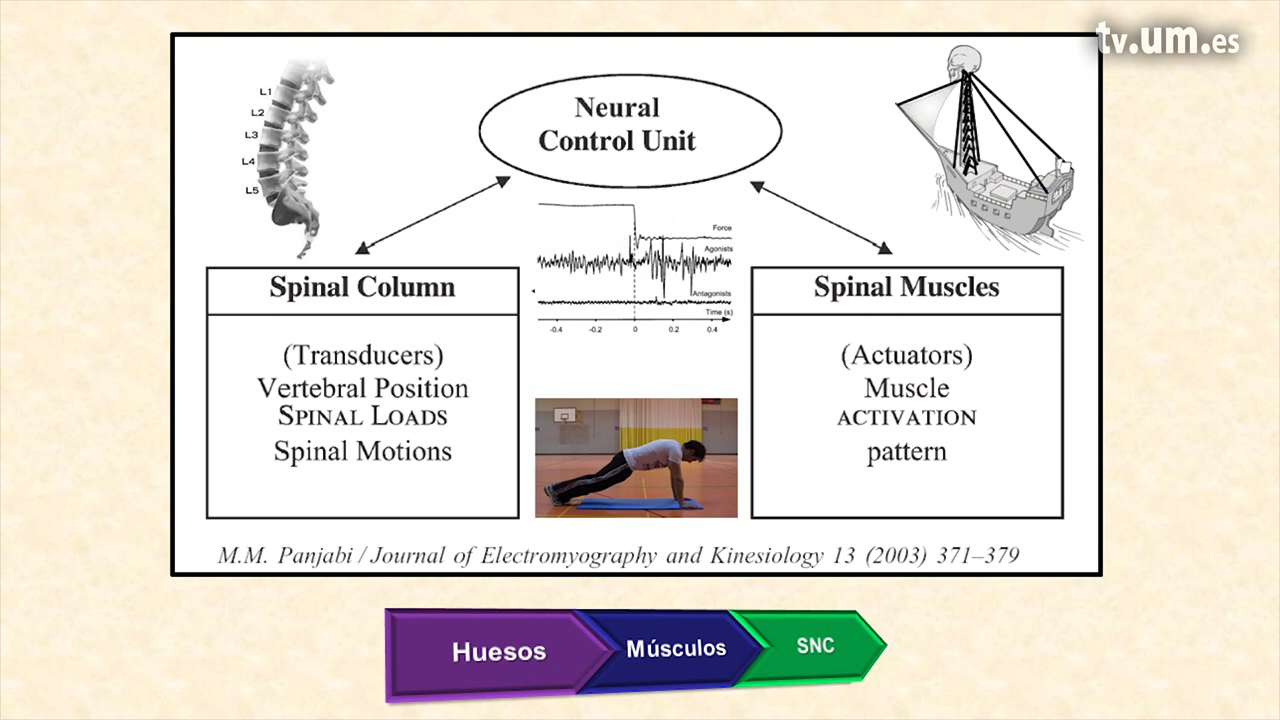 tv.um.es
L1
L2
L3
L4
L5
Neural
Control Unit
Force
Agonists
Antagonists
Time (s)
-0.4 -0.2 0 0.2 0.4
Spinal Column
(Transducers)
Vertebral Position
SPINAL LOADS
Spinal Motions
Spinal Muscles
(Actuators)
Muscle
ACTIVATION
pattern
M.M. Panjabi / Journal of Electromyography and Kinesiology 13 (2003) 371–379
Huesos
Músculos
SNC